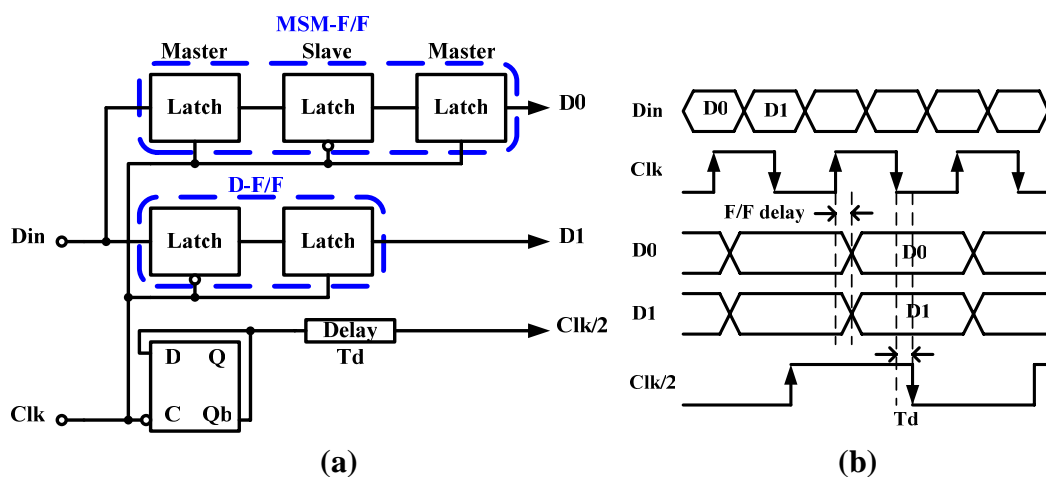 MSM-F/F
Master
Slave
Master
Latch
Latch
Latch
D0
D-F/F
Din
Latch
Latch
D1
Delay
Td
Clk/2
D
Q
Clk
C
Qb
(a)
Din
D0
D1
Clk
F/F delay
D0
D0
D1
D1
Clk/2
Td
(b)